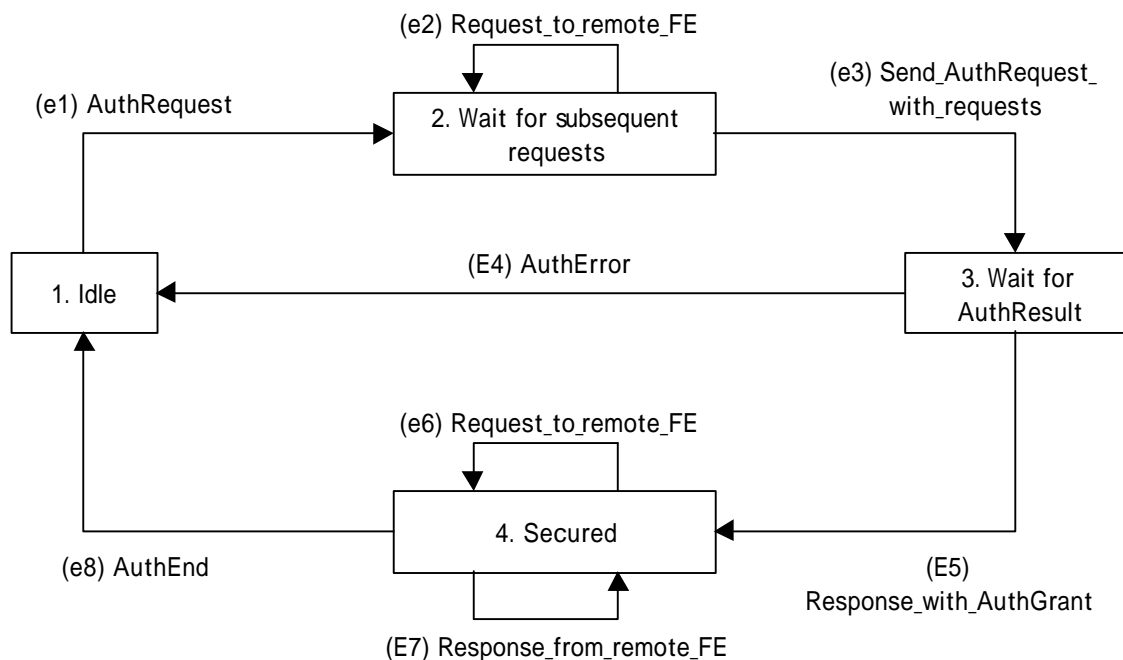 (e2) Request_to_remote_FE
(e3) Send_AuthRequest_
with_requests
(e1) AuthRequest
2. Wait for subsequent
requests
(E4) AuthError
1. Idle
3. Wait for
AuthResult
(e6) Request_to_remote_FE
4. Secured
(e8) AuthEnd
(E5)
Response_with_AuthGrant
(E7) Response_from_remote_FE